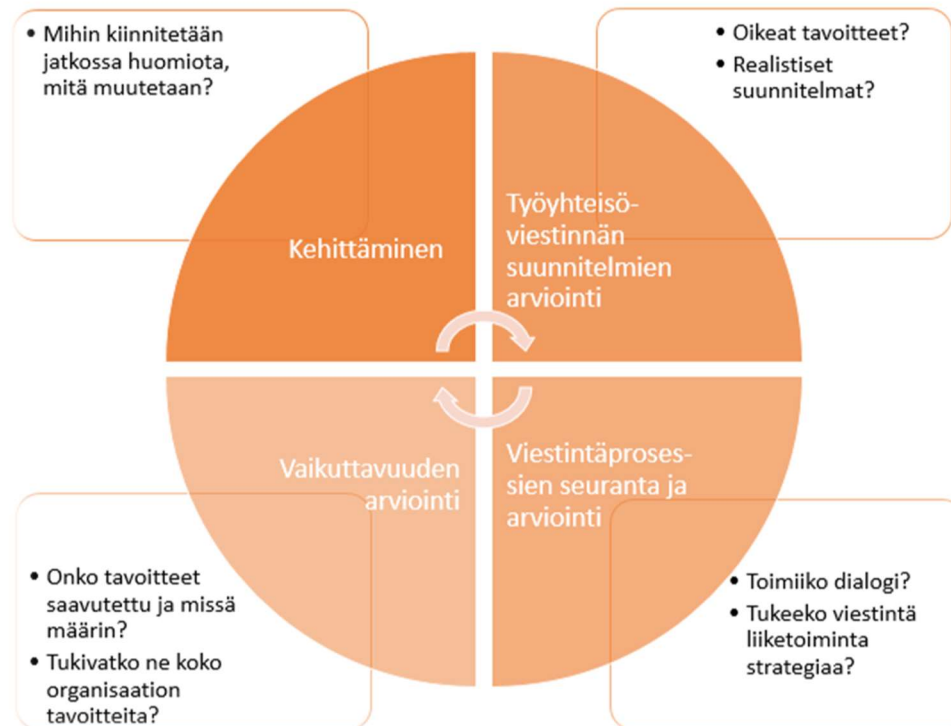 • Mihin kiinnitetään
jatkossa huomiota,
mitä muutetaan?
• Oikeat tavoitteet?
• Realistiset
suunnitelmat?
Kehittäminen
Työyhteisö-
viestinnän
suunnitelmien
arviointi
Vaikuttavuuden
arviointi
Viestintäproses-
sien seuranta ja
arviointi
• Onko tavoitteet
saavutettu ja missä
määrin?
• Tukivatko ne koko
organisaation
tavoitteita?
• Toimiiko dialogi?
• Tukeeko viestintä
liiketoiminta
strategiaa?